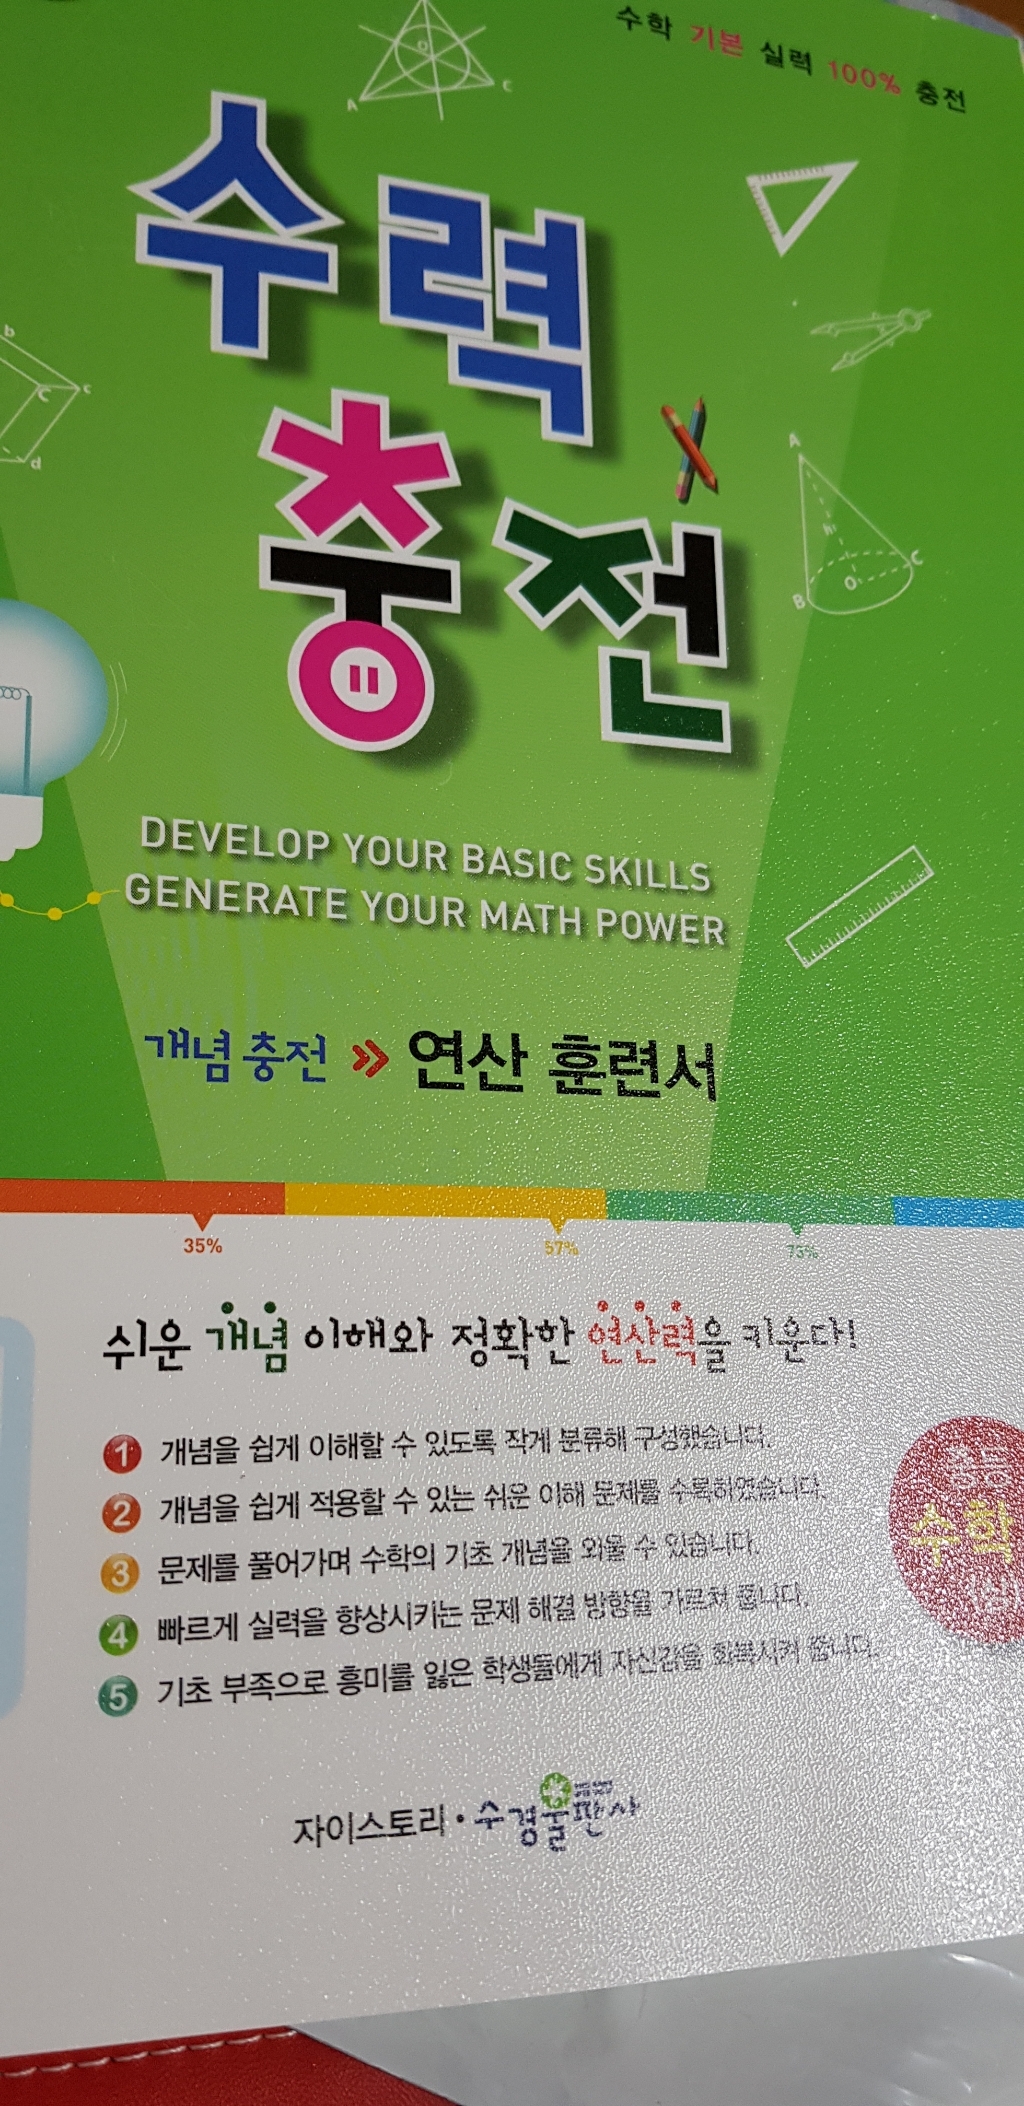 수학 기본 실력 100% 충전
수력
충전
DEVELOP YOUR BASIC SKILLS
GENERATE YOUR MATH POWER
개념 충전 » 연산 훈련서
35% 57% 73%
쉬운 개념 이해와 정확한 연산력을 키운다!
1 개념을 쉽게 이해할 수 있도록 작게 분류해 구성했습니다.
2 개념을 쉽게 적용할 수 있는 쉬운 이해 문제를 수록하였습니다.
3 문제를 풀어가며 수학의 기초 개념을 외울 수 있습니다.
4 빠르게 실력을 향상시키는 문제 해결 방향을 가르쳐 줍니다.
5 기초 부족으로 흥미를 잃은 학생들에게 자신감을 회복시켜 줍니다.
중등
수학
자이스토리·수경출판사
A
C
O
b
c
C
d
A
h
B
O
C